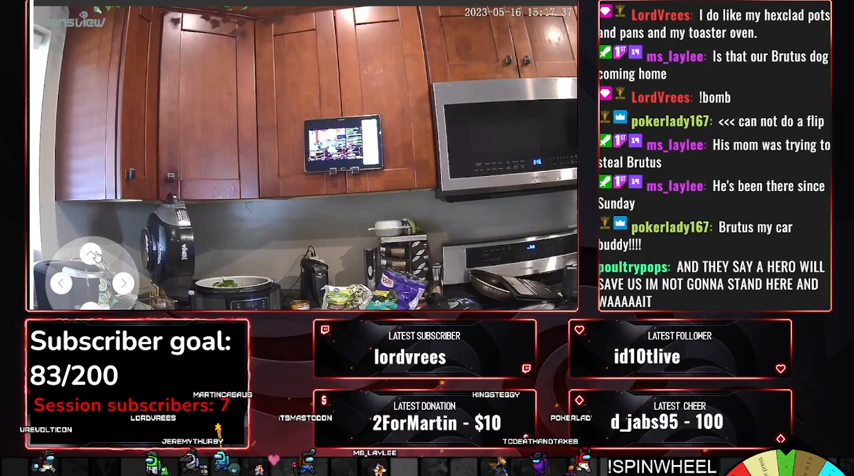 2023-05-16 15:47:37
LordVrees: I do like my hexclad pots
and pans and my toaster oven.
ms_laylee: Is that our Brutus dog
coming home
LordVrees: !bomb
pokerlady167: <<< can not do a flip
ms_laylee: His mom was trying to
steal Brutus
ms_laylee: He's been there since
Sunday
pokerlady167: Brutus my car
buddy!!!!
poultrypops: AND THEY SAY A HERO WILL
SAVE US IM NOT GONNA STAND HERE AND
WAAAAAIT
Subscriber goal:
83/200
Session subscribers: 7
LATEST SUBSCRIBER
lordvrees
LATEST FOLLOWER
id10tlive
LATEST DONATION
2ForMartin - $10
LATEST CHEER
d_jabs95 - 100
MARTINCASAUS
LORDVREES
JEREMYTHURBY
ITSMASTODON
KINGSTEGGY
MS_LAYLEE
TCDEATHANDTAXES
!SPINWHEEL